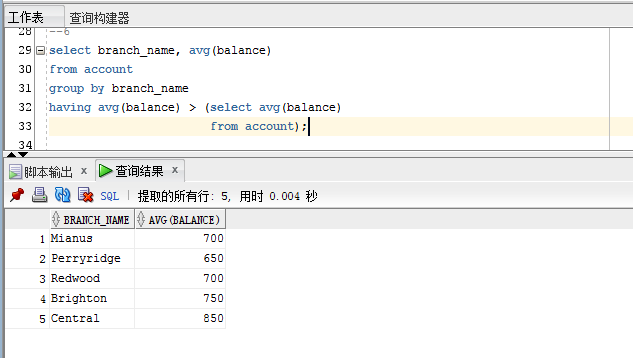 工作表 查询构建器
28 --6
29 select branch_name, avg(balance)
30 from account
31 group by branch_name
32 having avg(balance) > (select avg(balance)
33 from account);
34
脚本输出 x 查询结果 x
SQL | 提取的所有行: 5, 用时 0.004 秒
BRANCH_NAME AVG(BALANCE)
1 Mianus 700
2 Perryridge 650
3 Redwood 700
4 Brighton 750
5 Central 850